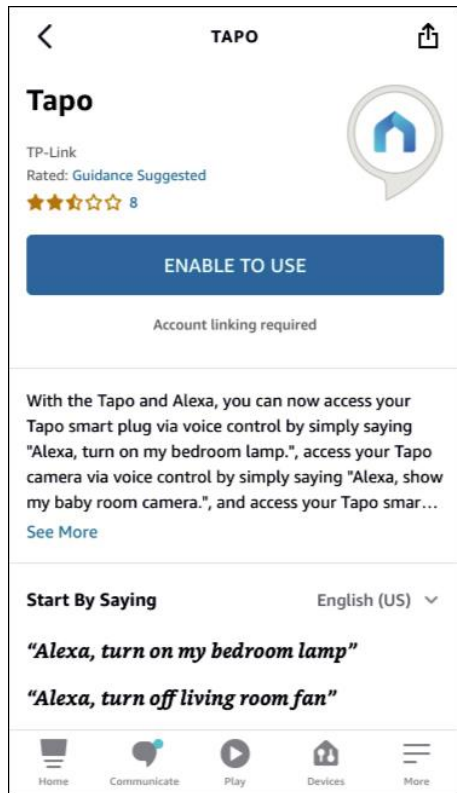 TAPO
Tapo
TP-Link
Rated: Guidance Suggested
8
ENABLE TO USE
Account linking required
With the Tapo and Alexa, you can now access your
Tapo smart plug via voice control by simply saying
"Alexa, turn on my bedroom lamp.", access your Tapo
camera via voice control by simply saying "Alexa, show
my baby room camera.", and access your Tapo smar...
See More
Start By Saying English (US)
“Alexa, turn on my bedroom lamp”
“Alexa, turn off living room fan”
Home Communicate Play Devices More